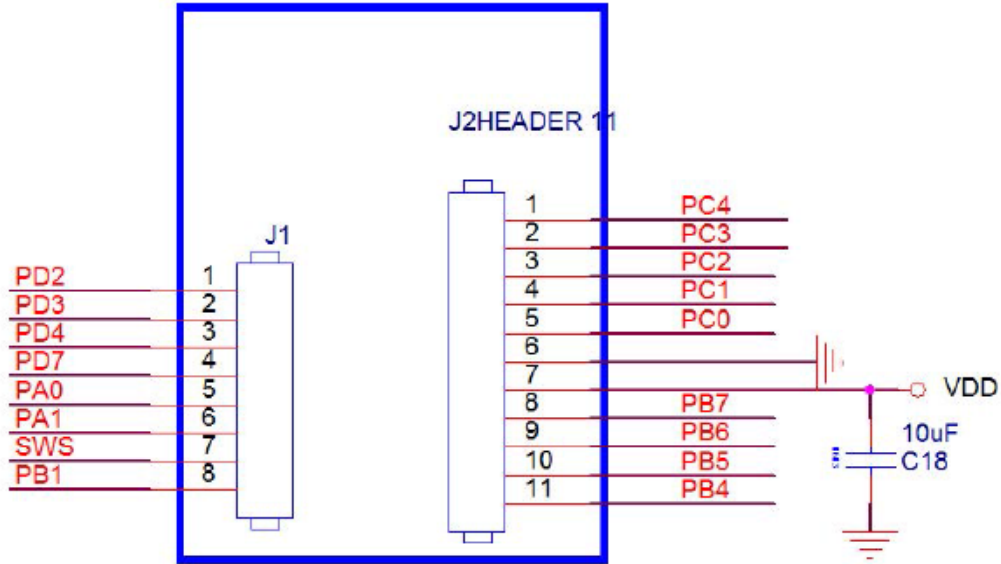 J2HEADER 11
J1
PD2 1
PD3 2
PD4 3
PD7 4
PA0 5
PA1 6
SWS 7
PB1 8
1 PC4
2 PC3
3 PC2
4 PC1
5 PC0
6
7 VDD
8 PB7
9 PB6
10 PB5
11 PB4
10uF
C18